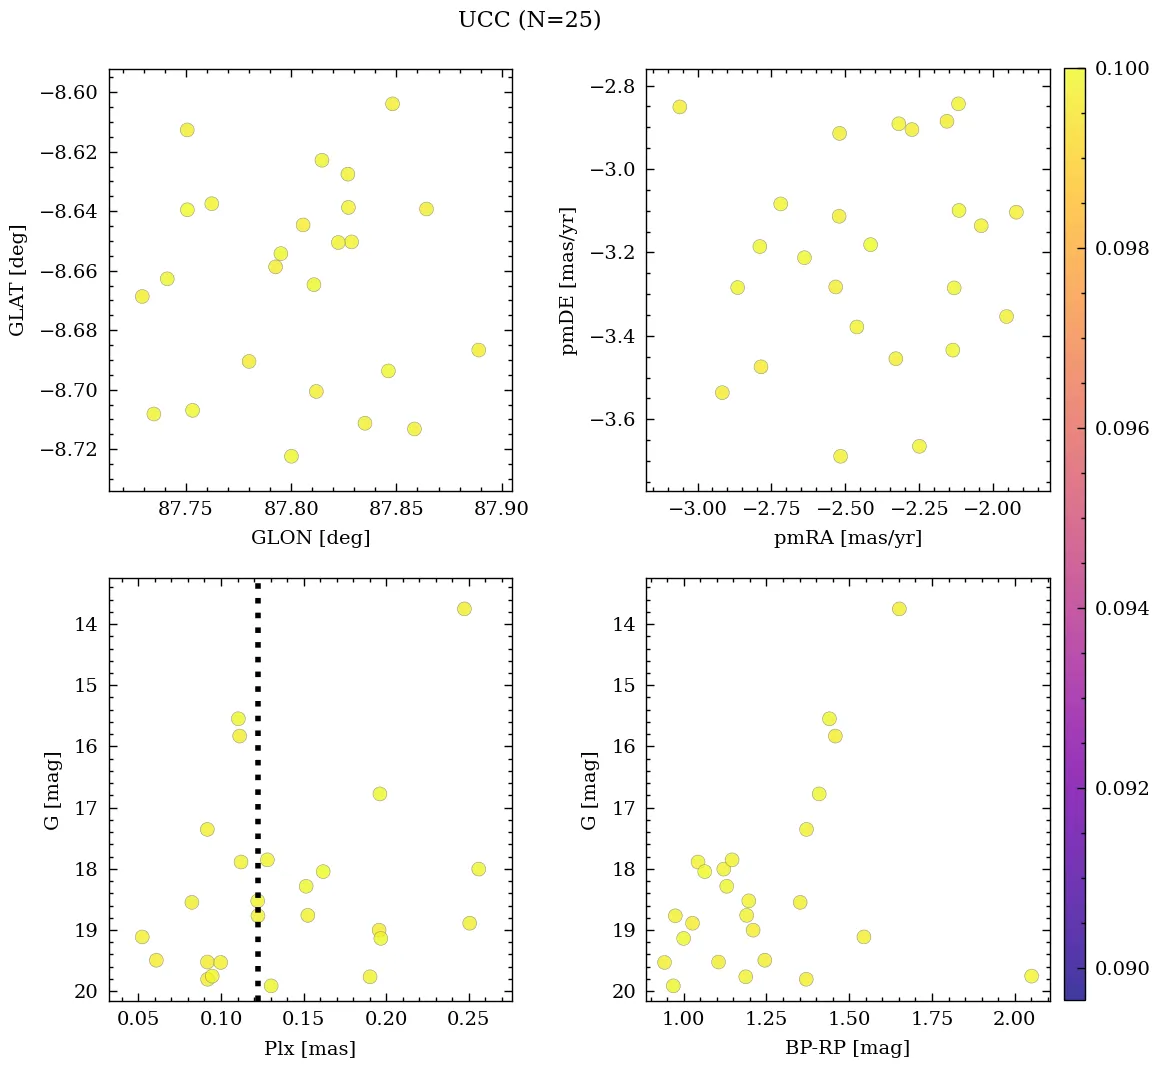 UCC (N=25)
−8.60
−8.62
−8.64
−8.66
−8.68
−8.70
−8.72
GLAT [deg]
87.75 87.80 87.85 87.90
GLON [deg]
−2.8
−3.0
−3.2
−3.4
−3.6
pmDE [mas/yr]
−3.00 −2.75 −2.50 −2.25 −2.00
pmRA [mas/yr]
14
15
16
17
18
19
20
G [mag]
0.05 0.10 0.15 0.20 0.25
Plx [mas]
14
15
16
17
18
19
20
G [mag]
1.00 1.25 1.50 1.75 2.00
BP-RP [mag]
0.100
0.098
0.096
0.094
0.092
0.090